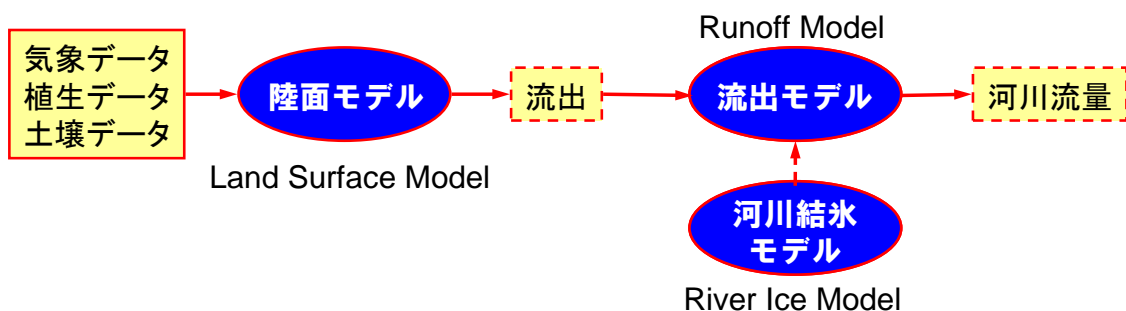 気象データ
植生データ
土壌データ
陸面モデル
Land Surface Model
流出
Runoff Model
流出モデル
河川流量
河川結氷
モデル
River Ice Model